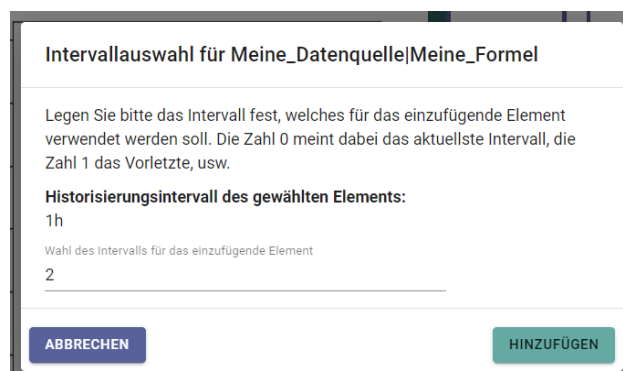 Intervallauswahl für Meine_Datenquelle|Meine_Formel
Legen Sie bitte das Intervall fest, welches für das einzufügende Element
verwendet werden soll. Die Zahl 0 meint dabei das aktuellste Intervall, die
Zahl 1 das Vorletzte, usw.
Historisierungsintervall des gewählten Elements:
1h
Wahl des Intervalls für das einzufügende Element
2
ABBRECHEN
HINZUFÜGEN